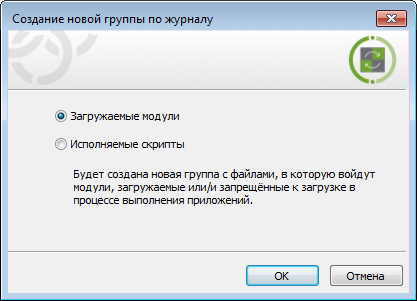 Создание новой группы по журналу
Загружаемые модули
Исполняемые скрипты
Будет создана новая группа с файлами, в которую войдут
модули, загружаемые или/и запрещённые к загрузке в
процессе выполнения приложений.
OK
Отмена